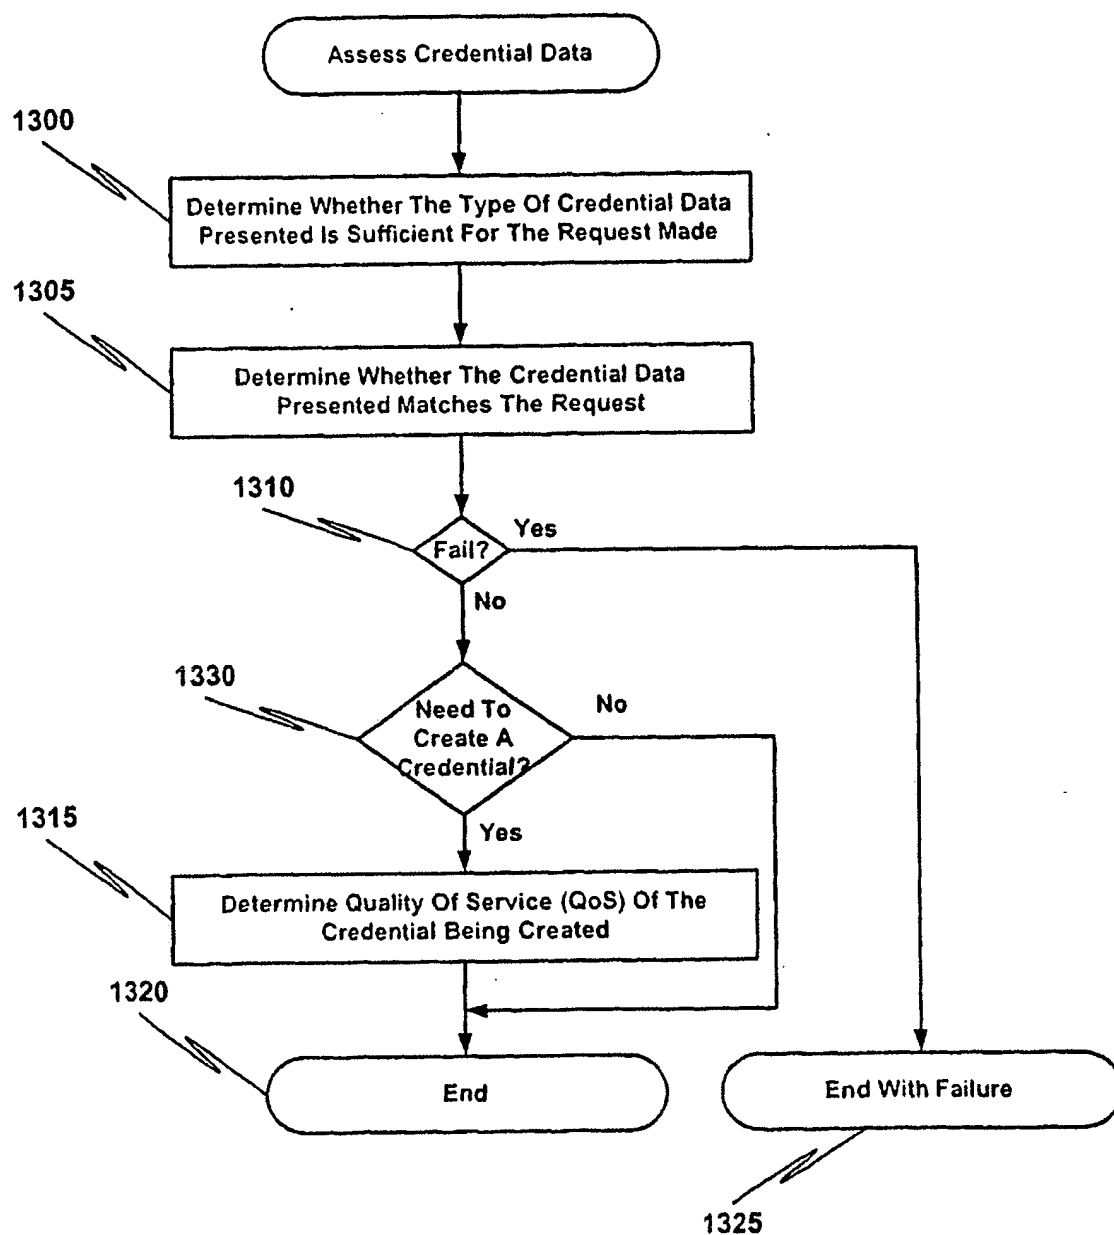 Assess Credential Data
1300
Determine Whether The Type Of Credential Data
Presented Is Sufficient For The Request Made
1305
Determine Whether The Credential Data
Presented Matches The Request
1310
Fail?
Yes
No
1330
Need To
Create A
Credential?
No
1315
Yes
Determine Quality Of Service (QoS) Of The
Credential Being Created
1320
End
End With Failure
1325